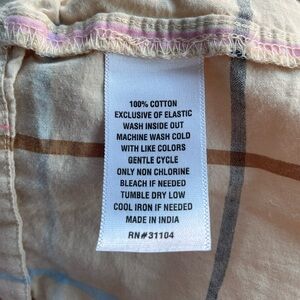 100% COTTON
EXCLUSIVE OF ELASTIC
WASH INSIDE OUT
MACHINE WASH COLD
WITH LIKE COLORS
GENTLE CYCLE
ONLY NON CHLORINE
BLEACH IF NEEDED
TUMBLE DRY LOW
COOL IRON IF NEEDED
MADE IN INDIA
RN#31104